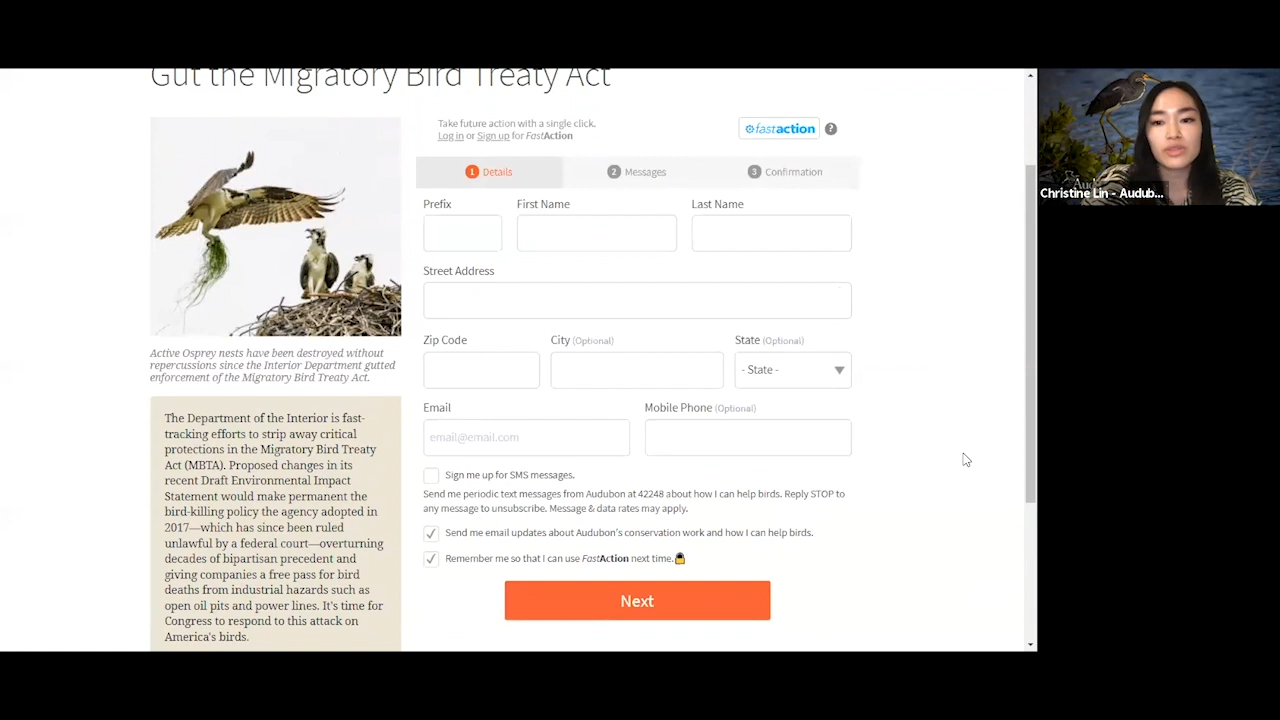 Gut the Migratory Bird Treaty Act
Take future action with a single click.
Log in or Sign up for FastAction
fastaction ?
1 Details
2 Messages
3 Confirmation
Prefix
First Name
Last Name
Street Address
Zip Code
City (Optional)
State (Optional)
- State -
Email
Mobile Phone (Optional)
email@email.com
Sign me up for SMS messages.
Send me periodic text messages from Audubon at 42248 about how I can help birds. Reply STOP to
any message to unsubscribe. Message & data rates may apply.
Send me email updates about Audubon's conservation work and how I can help birds.
Remember me so that I can use FastAction next time.
Next
Active Osprey nests have been destroyed without
repercussions since the Interior Department gutted
enforcement of the Migratory Bird Treaty Act.
The Department of the Interior is fast-
tracking efforts to strip away critical
protections in the Migratory Bird Treaty
Act (MBTA). Proposed changes in its
recent Draft Environmental Impact
Statement would make permanent the
bird-killing policy the agency adopted in
2017—which has since been ruled
unlawful by a federal court—overturning
decades of bipartisan precedent and
giving companies a free pass for bird
deaths from industrial hazards such as
open oil pits and power lines. It's time for
Congress to respond to this attack on
America's birds.
Christine Lin - Audub...